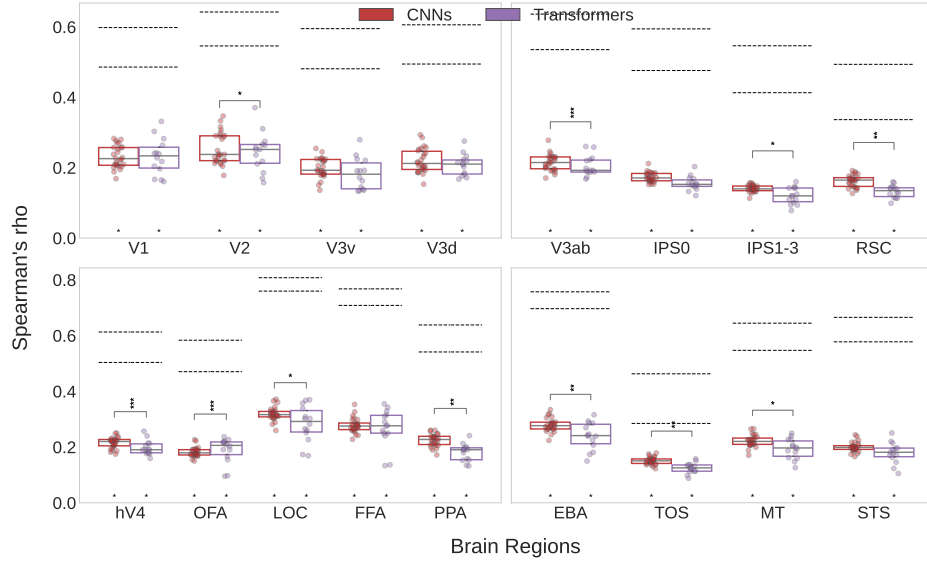 CNNs Transformers
Spearman's rho
0.6
0.4
0.2
0.0
*
***
*
**
* * * * * * * * * * * * * * * *
V1 V2 V3v V3d V3ab IPS0 IPS1-3 RSC
0.8
0.6
0.4
0.2
0.0
*** *** * ** ** ** *
* * * * * * * * * * * * * * * * * *
hV4 OFA LOC FFA PPA EBA TOS MT STS
Brain Regions